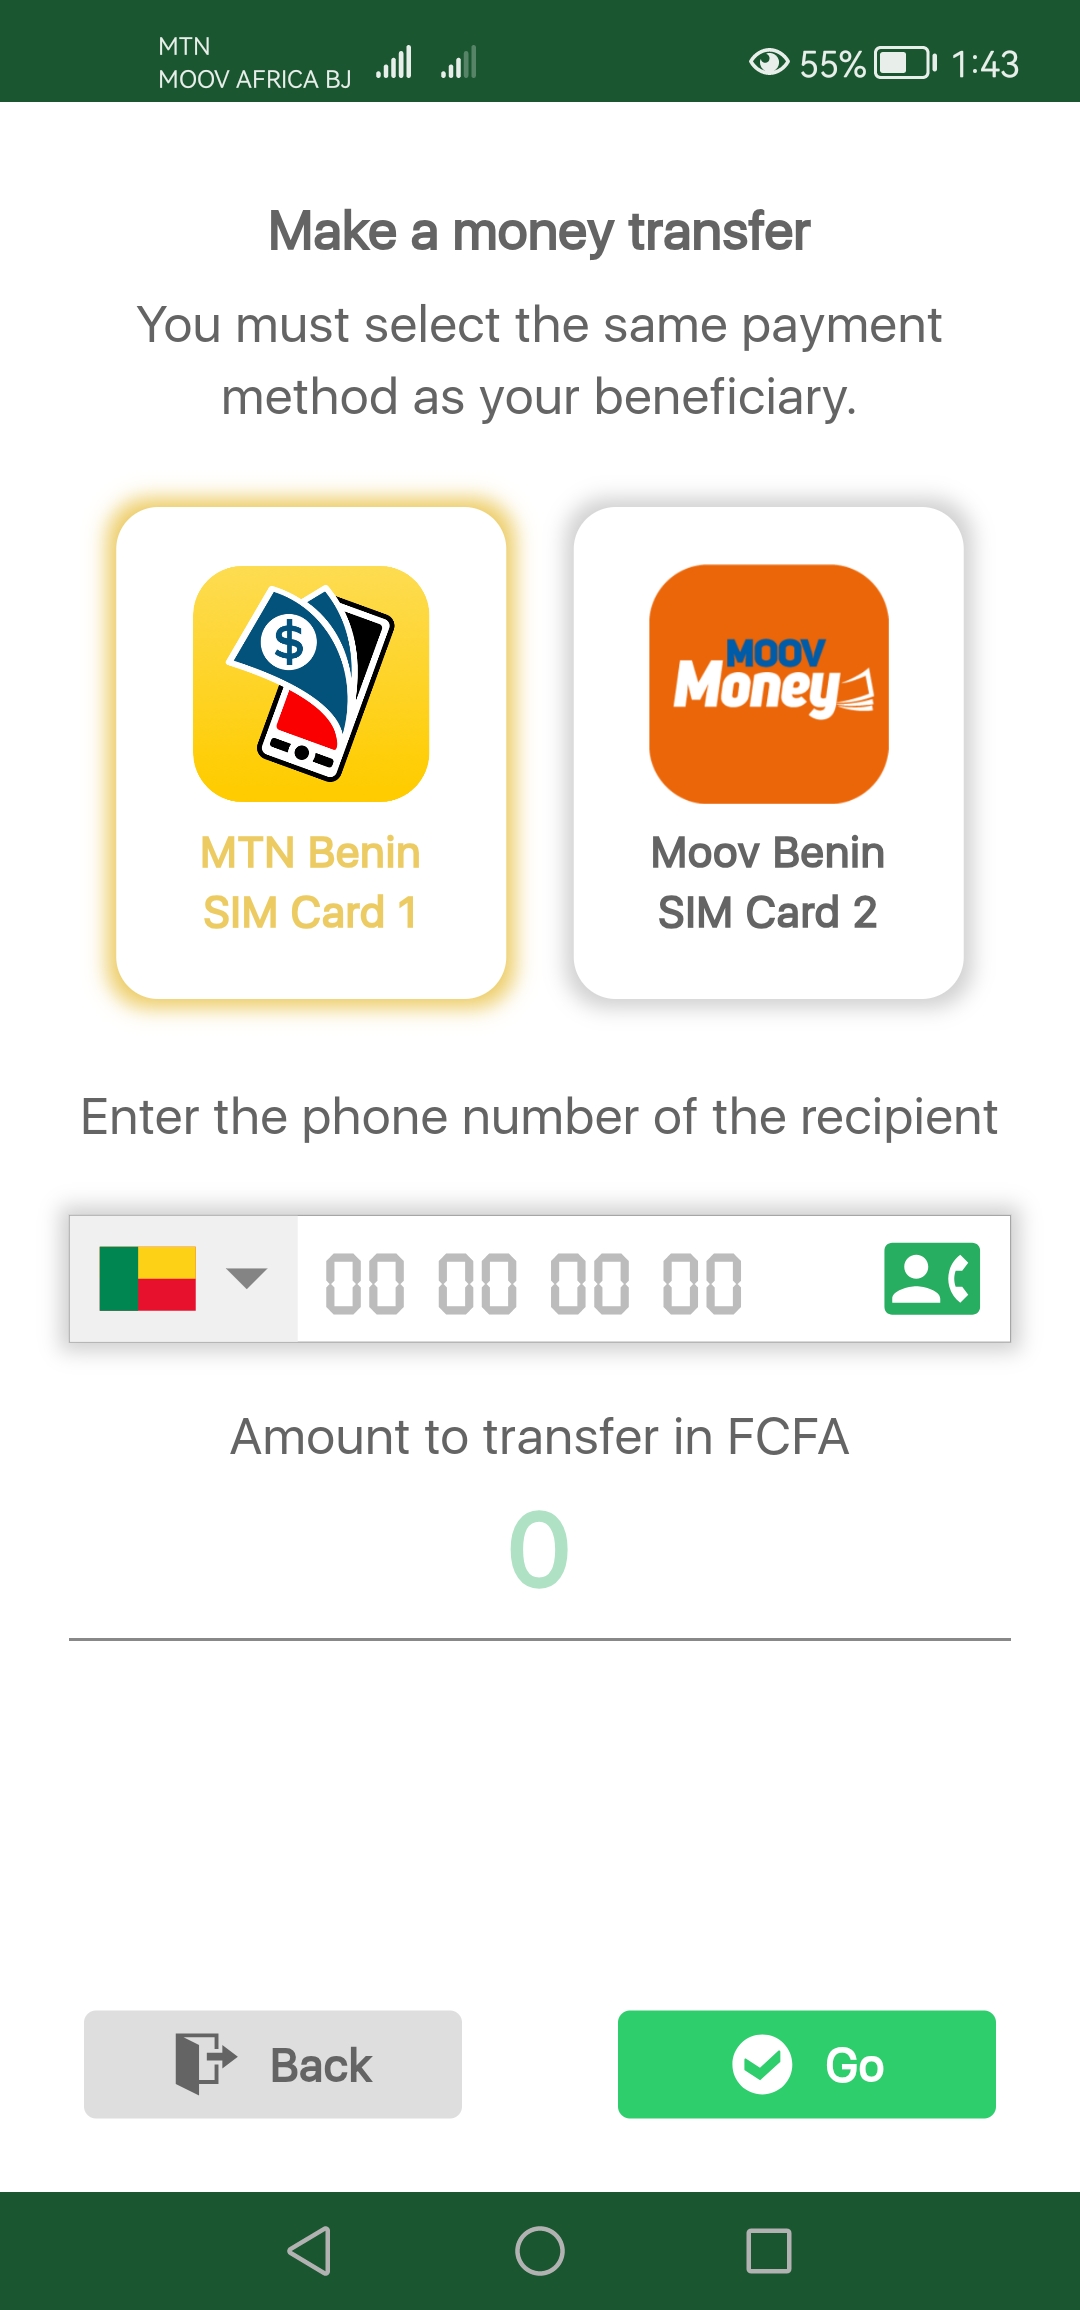 MTN
MOOV AFRICA BJ
55%
1:43
Make a money transfer
You must select the same payment
method as your beneficiary.
$
MOOV
Money
MTN Benin
SIM Card 1
Moov Benin
SIM Card 2
Enter the phone number of the recipient
00 00 00 00
Amount to transfer in FCFA
0
Back
Go